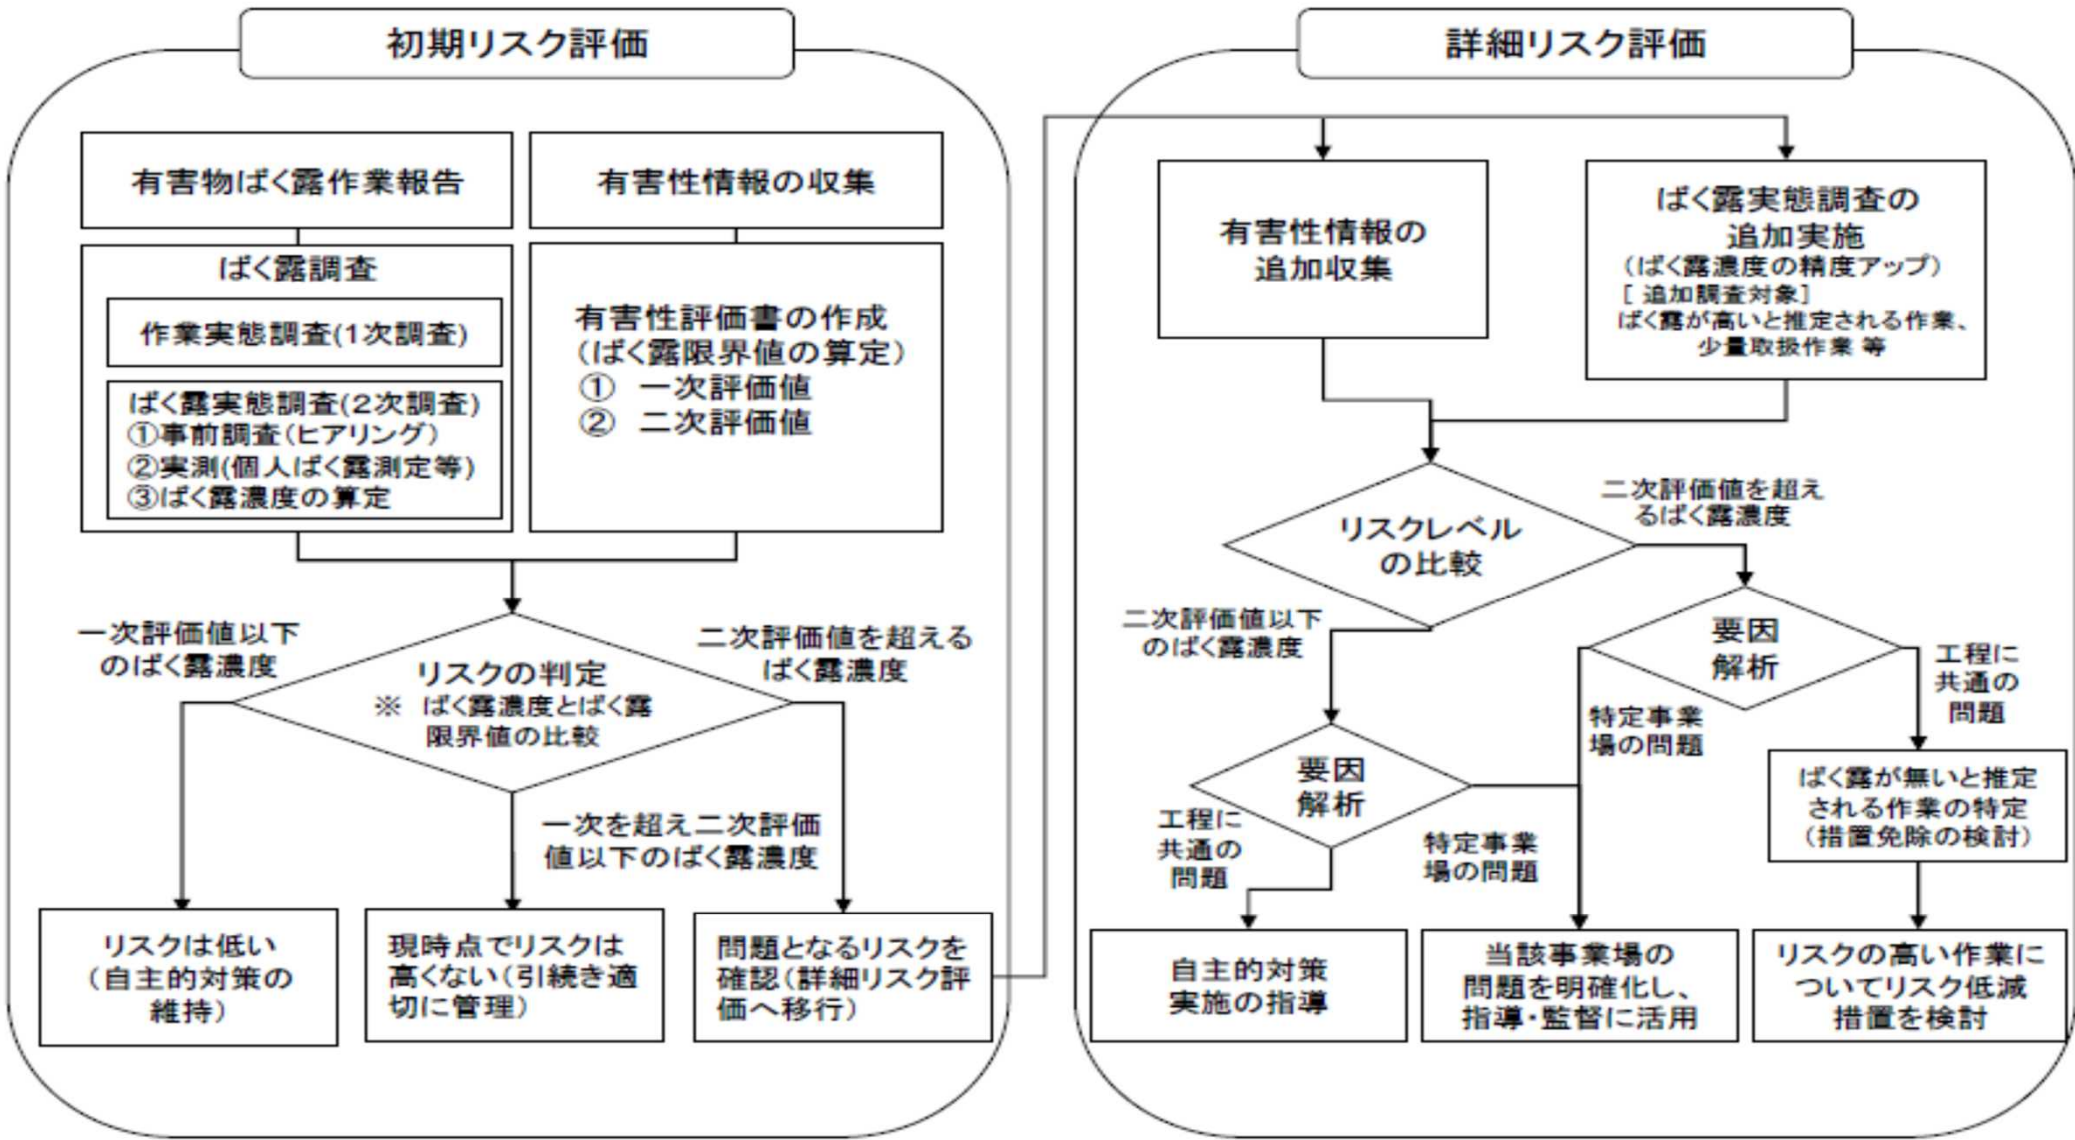 初期リスク評価
有害物ばく露作業報告
有害性情報の収集
ばく露調査
作業実態調査(1次調査)
ばく露実態調査(2次調査)
①事前調査(ヒアリング)
②実測(個人ばく露測定等)
③ばく露濃度の算定
有害性評価書の作成
(ばく露限界値の算定)
① 一次評価値
② 二次評価値
一次評価値以下
のばく露濃度
リスクの判定
※ ばく露濃度とばく露
限界値の比較
二次評価値を超える
ばく露濃度
一次を超え二次評価
値以下のばく露濃度
リスクは低い
(自主的対策の
維持)
現時点でリスクは
高くない(引続き適
切に管理)
問題となるリスクを
確認(詳細リスク評
価へ移行)
詳細リスク評価
有害性情報の
追加収集
ばく露実態調査の
追加実施
(ばく露濃度の精度アップ)
[ 追加調査対象]
ばく露が高いと推定される作業、
少量取扱作業 等
リスクレベル
の比較
二次評価値を超え
るばく露濃度
二次評価値以下
のばく露濃度
要因
解析
工程に
共通の
問題
特定事業
場の問題
要因
解析
工程に
共通の
問題
特定事業
場の問題
ばく露が無いと推定
される作業の特定
(措置免除の検討)
自主的対策
実施の指導
当該事業場の
問題を明確化し、
指導・監督に活用
リスクの高い作業に
ついてリスク低減
措置を検討